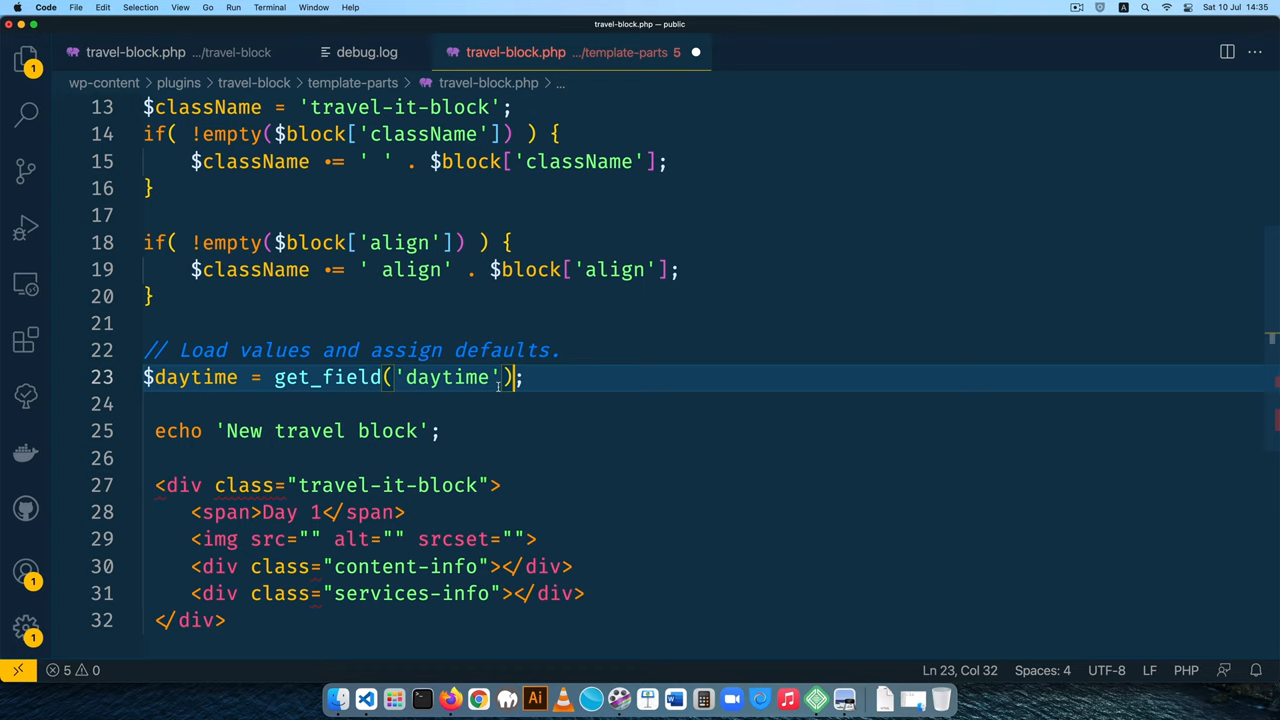 Code File Edit Selection View Go Run Terminal Window Help Sat 10 Jul 14:35
travel-block.php — public
travel-block.php .../travel-block debug.log travel-block.php .../template-parts 5
wp-content > plugins > travel-block > template-parts > travel-block.php > ...
13 $className = 'travel-it-block';
14 if( !empty($block['className']) ) {
15 $className .= ' ' . $block['className'];
16 }
17
18 if( !empty($block['align']) ) {
19 $className .= ' align' . $block['align'];
20 }
21
22 // Load values and assign defaults.
23 $daytime = get_field('daytime');
24
25 echo 'New travel block';
26
27 <div class="travel-it-block">
28 <span>Day 1</span>
29 <img src="" alt="" srcset="">
30 <div class="content-info"></div>
31 <div class="services-info"></div>
32 </div>
1
1
1
5 0 Ln 23, Col 32 Spaces: 4 UTF-8 LF PHP
Ai